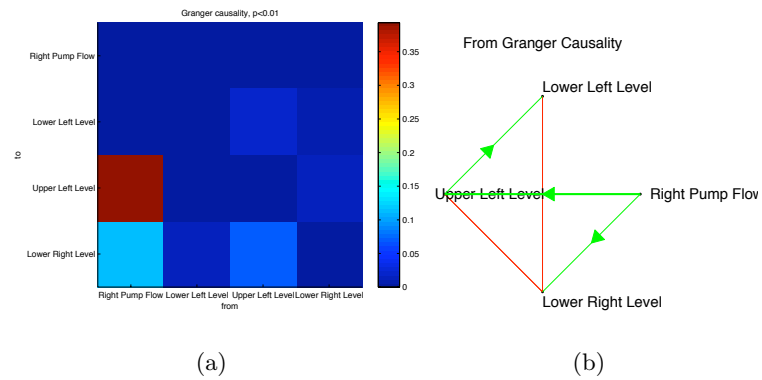 Granger causality, p<0.01
Right Pump Flow
Lower Left Level
Upper Left Level
Lower Right Level
to
Right Pump Flow Lower Left Level Upper Left Level Lower Right Level
from
0.35
0.3
0.25
0.2
0.15
0.1
0.05
0
(a)
From Granger Causality
Lower Left Level
Upper Left Level
Right Pump Flow
Lower Right Level
(b)